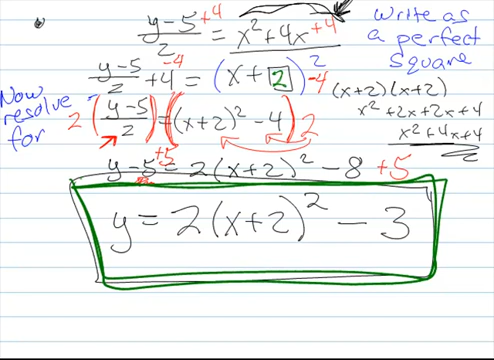 (y-5)/2 +4 = x² + 4x +4
Write as a perfect square
(y-5)/2 +4 -4 = (x+2)² -4
(x+2)(x+2)
x² +2x+2x+4
x² +4x+4
Now resolve for
2((y-5)/2) = ((x+2)² - 4)2
y-5 +5 = 2(x+2)² - 8 +5
y = 2(x+2)² - 3